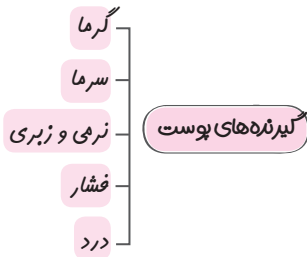 گیرنده‌های پوست
گرما
سرما
نرمی و زبری
فشار
درد